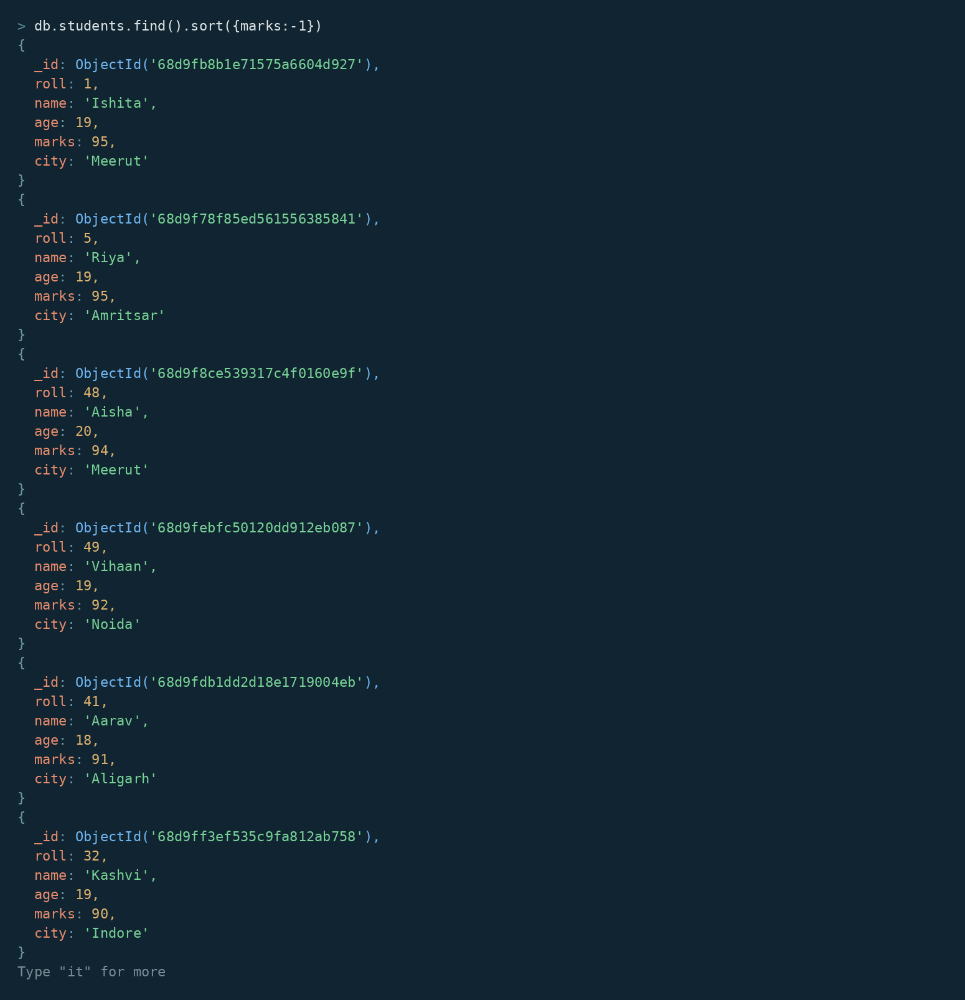 > db.students.find().sort({marks:-1})
{
  _id: ObjectId('68d9fb8b1e71575a6604d927'),
  roll: 1,
  name: 'Ishita',
  age: 19,
  marks: 95,
  city: 'Meerut'
}
{
  _id: ObjectId('68d9f78f85ed561556385841'),
  roll: 5,
  name: 'Riya',
  age: 19,
  marks: 95,
  city: 'Amritsar'
}
{
  _id: ObjectId('68d9f8ce539317c4f0160e9f'),
  roll: 48,
  name: 'Aisha',
  age: 20,
  marks: 94,
  city: 'Meerut'
}
{
  _id: ObjectId('68d9febfc50120dd912eb087'),
  roll: 49,
  name: 'Vihaan',
  age: 19,
  marks: 92,
  city: 'Noida'
}
{
  _id: ObjectId('68d9fdb1dd2d18e1719004eb'),
  roll: 41,
  name: 'Aarav',
  age: 18,
  marks: 91,
  city: 'Aligarh'
}
{
  _id: ObjectId('68d9ff3ef535c9fa812ab758'),
  roll: 32,
  name: 'Kashvi',
  age: 19,
  marks: 90,
  city: 'Indore'
}
Type "it" for more